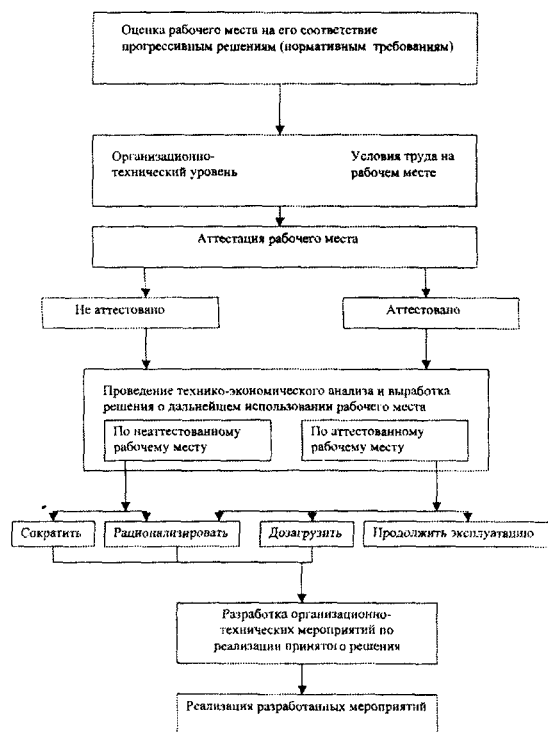 Оценка рабочего места на его соответствие
прогрессивным решениям (нормативным требованиям)
Организационно-
технический уровень
Условия труда на
рабочем месте
Аттестация рабочего места
Не аттестовано
Аттестовано
Проведение технико-экономического анализа и выработка
решения о дальнейшем использовании рабочего места
По неаттестованному
рабочему месту
По аттестованному
рабочему месту
Сократить
Рационализировать
Дозагрузить
Продолжить эксплуатацию
Разработка организационно-
технических мероприятий по
реализации принятого решения
Реализация разработанных мероприятий